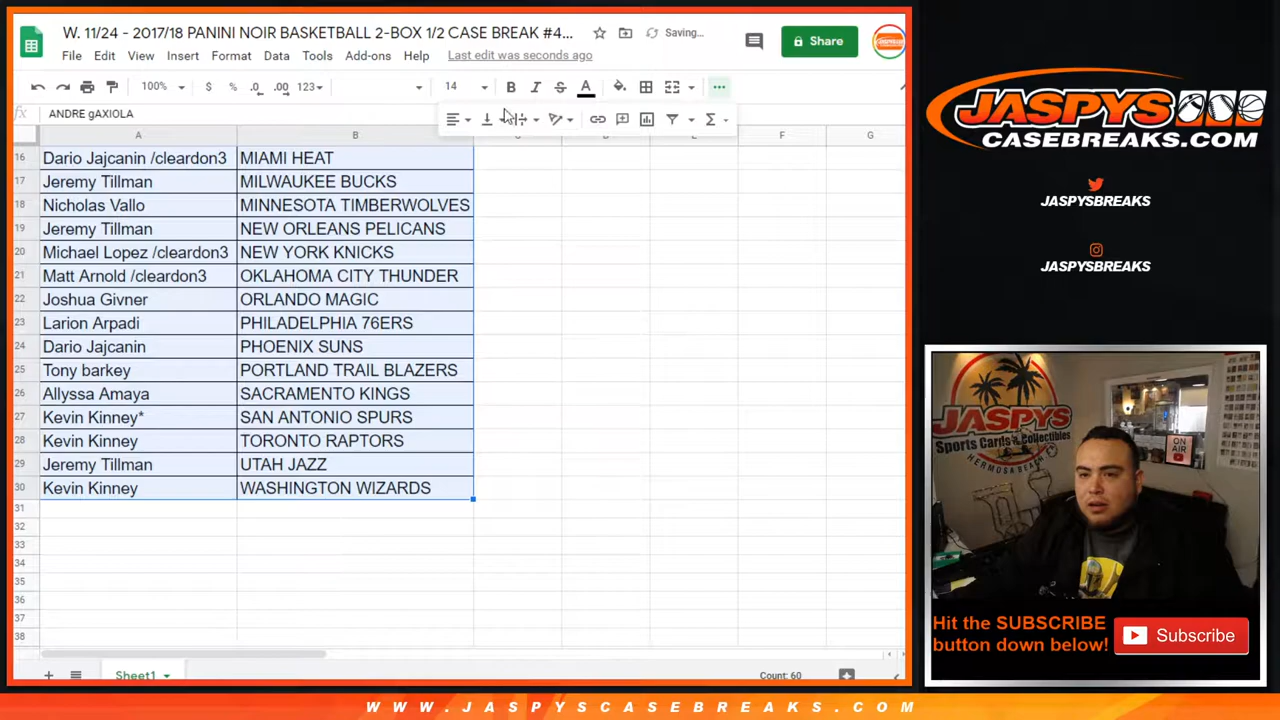 W. 11/24 - 2017/18 PANINI NOIR BASKETBALL 2-BOX 1/2 CASE BREAK #4... Saving...
Share
File Edit View Insert Format Data Tools Add-ons Help Last edit was seconds ago
100% $ % .0 .00 123 14 B I S A
fx ANDRE gAXIOLA
A B C D E F G
16 Dario Jajcanin /cleardon3 MIAMI HEAT
17 Jeremy Tillman MILWAUKEE BUCKS
18 Nicholas Vallo MINNESOTA TIMBERWOLVES
19 Jeremy Tillman NEW ORLEANS PELICANS
20 Michael Lopez /cleardon3 NEW YORK KNICKS
21 Matt Arnold /cleardon3 OKLAHOMA CITY THUNDER
22 Joshua Givner ORLANDO MAGIC
23 Larion Arpadi PHILADELPHIA 76ERS
24 Dario Jajcanin PHOENIX SUNS
25 Tony barkey PORTLAND TRAIL BLAZERS
26 Allyssa Amaya SACRAMENTO KINGS
27 Kevin Kinney* SAN ANTONIO SPURS
28 Kevin Kinney TORONTO RAPTORS
29 Jeremy Tillman UTAH JAZZ
30 Kevin Kinney WASHINGTON WIZARDS
31
32
33
34
35
36
37
38
Sheet1 Count: 60
JASPYS
CASEBREAKS.COM
JASPYSBREAKS
JASPYSBREAKS
JASPYS
Sports Cards & Collectibles
HERMOSA BEACH
ON AIR
Hit the SUBSCRIBE
button down below!
Subscribe
WWW.JASPYSCASEBREAKS.COM